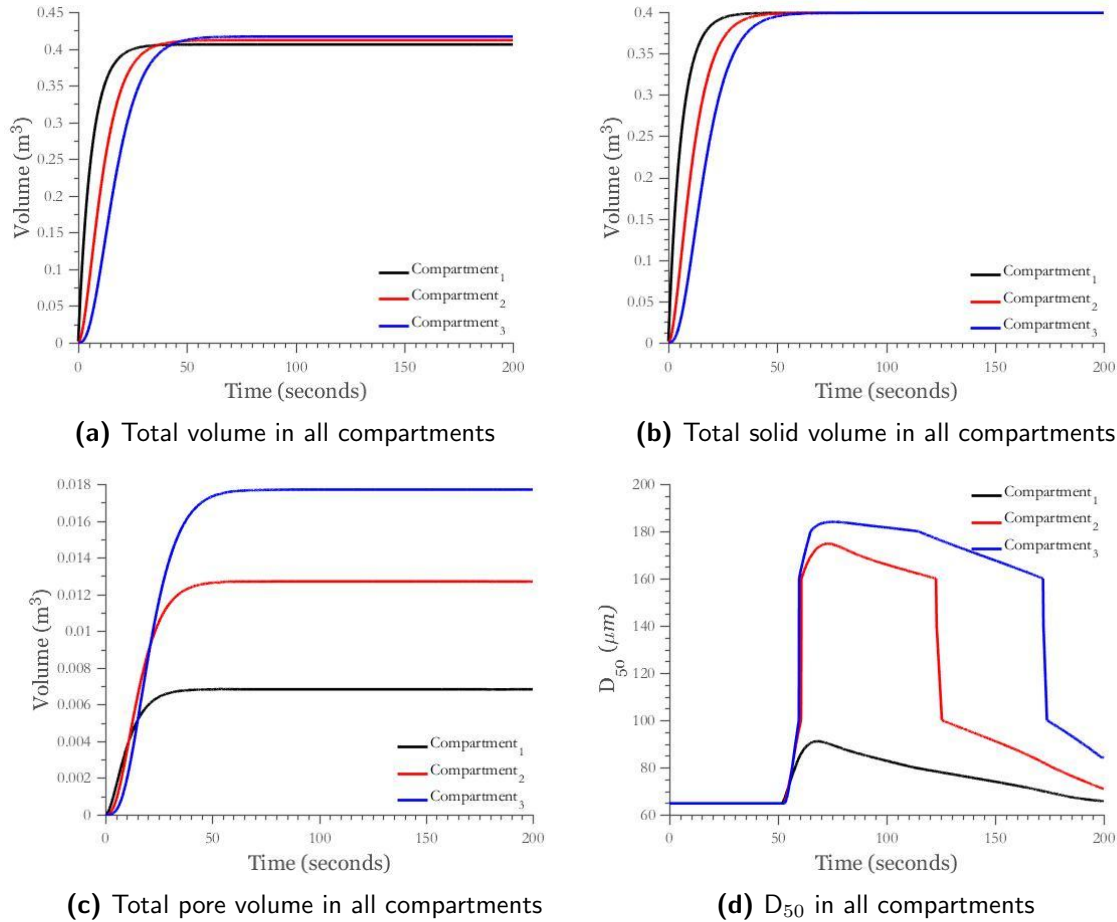 0.45
0.4
0.35
0.3
0.25
0.2
0.15
0.1
0.05
0
Volume (m³)
0 50 100 150 200
Time (seconds)
Compartment₁
Compartment₂
Compartment₃
(a) Total volume in all compartments
0.4
0.35
0.3
0.25
0.2
0.15
0.1
0.05
0
Volume (m³)
0 50 100 150 200
Time (seconds)
Compartment₁
Compartment₂
Compartment₃
(b) Total solid volume in all compartments
0.018
0.016
0.014
0.012
0.01
0.008
0.006
0.004
0.002
0
Volume (m³)
0 50 100 150 200
Time (seconds)
Compartment₁
Compartment₂
Compartment₃
(c) Total pore volume in all compartments
200
180
160
140
120
100
80
60
D₅₀ (μm)
0 50 100 150 200
Time (seconds)
Compartment₁
Compartment₂
Compartment₃
(d) D₅₀ in all compartments